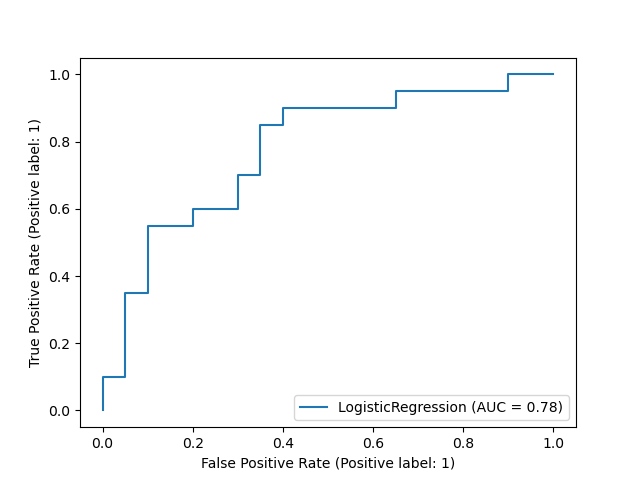 1.0
0.8
0.6
0.4
0.2
0.0
True Positive Rate (Positive label: 1)
LogisticRegression (AUC = 0.78)
0.0 0.2 0.4 0.6 0.8 1.0
False Positive Rate (Positive label: 1)